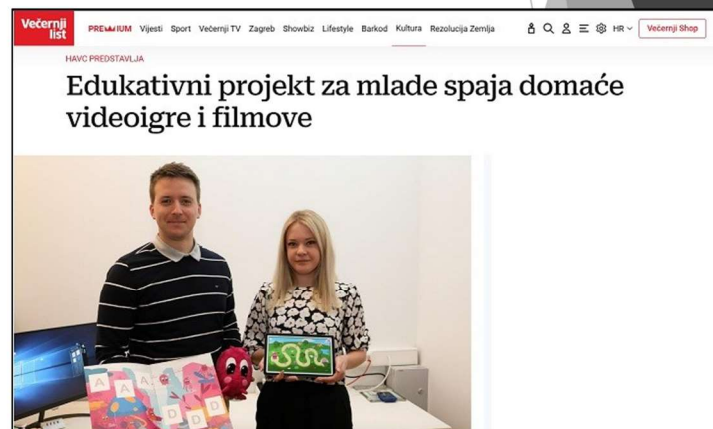 Večernji
list
PREMIUM Vijesti Sport Večernji TV Zagreb Showbiz Lifestyle Barkod Kultura Rezolucija Zemlja
HR
Večernji Shop
HAVC PREDSTAVLJA
Edukativni projekt za mlade spaja domaće
videoigre i filmove
A A A
D D D